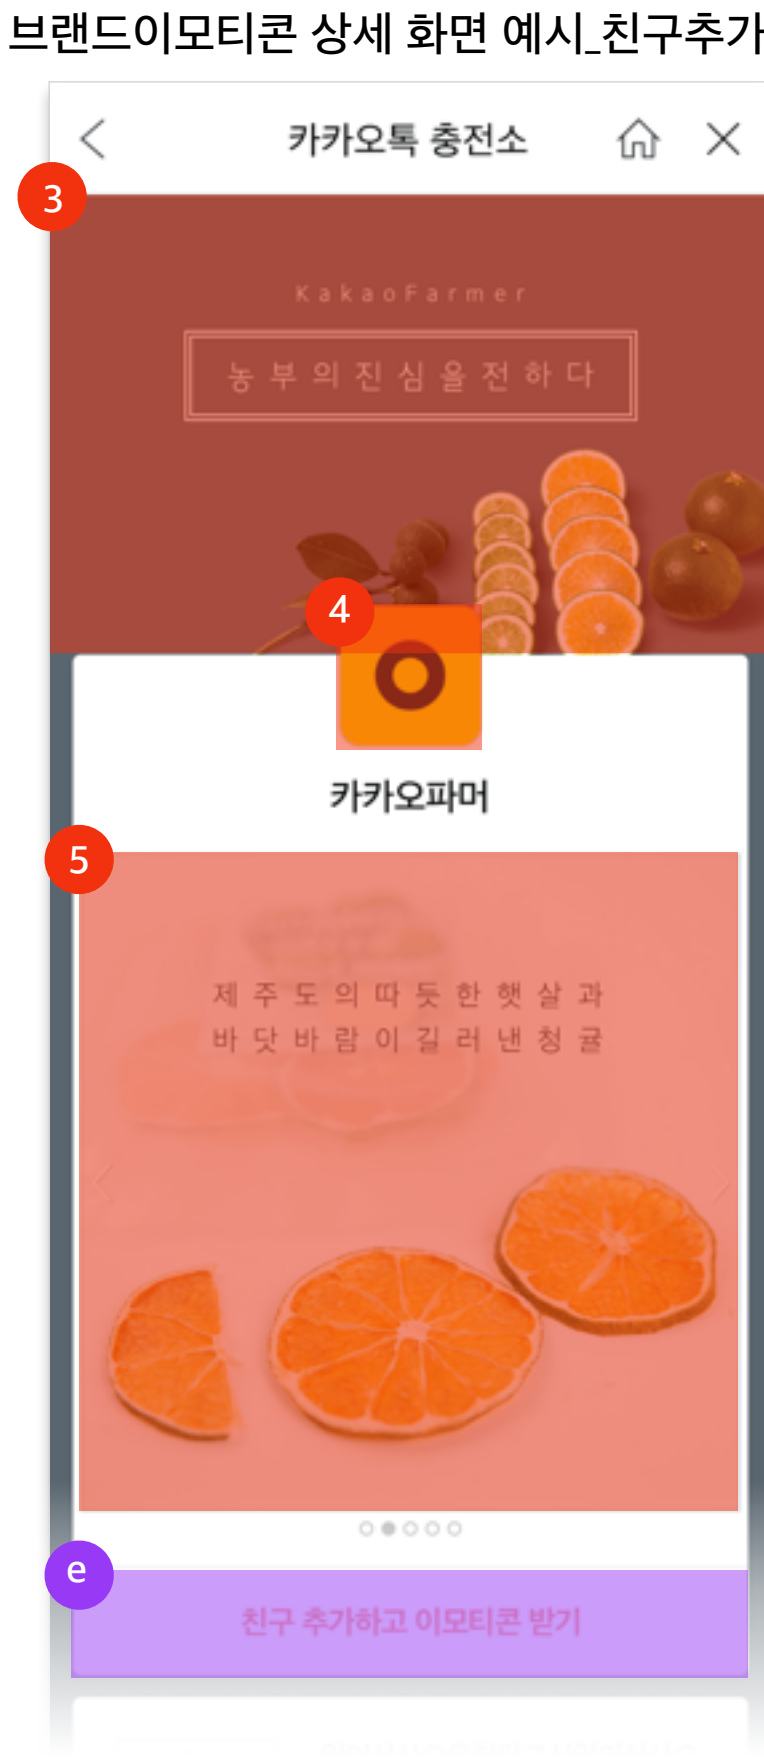 브랜드이모티콘 상세 화면 예시_친구추가
카카오톡 충전소
3
KakaoFarmer
농부의진심을전하다
4
카카오파머
5
제주도의따듯한햇살과
바닷바람이길러낸청귤
e
친구 추가하고 이모티콘 받기